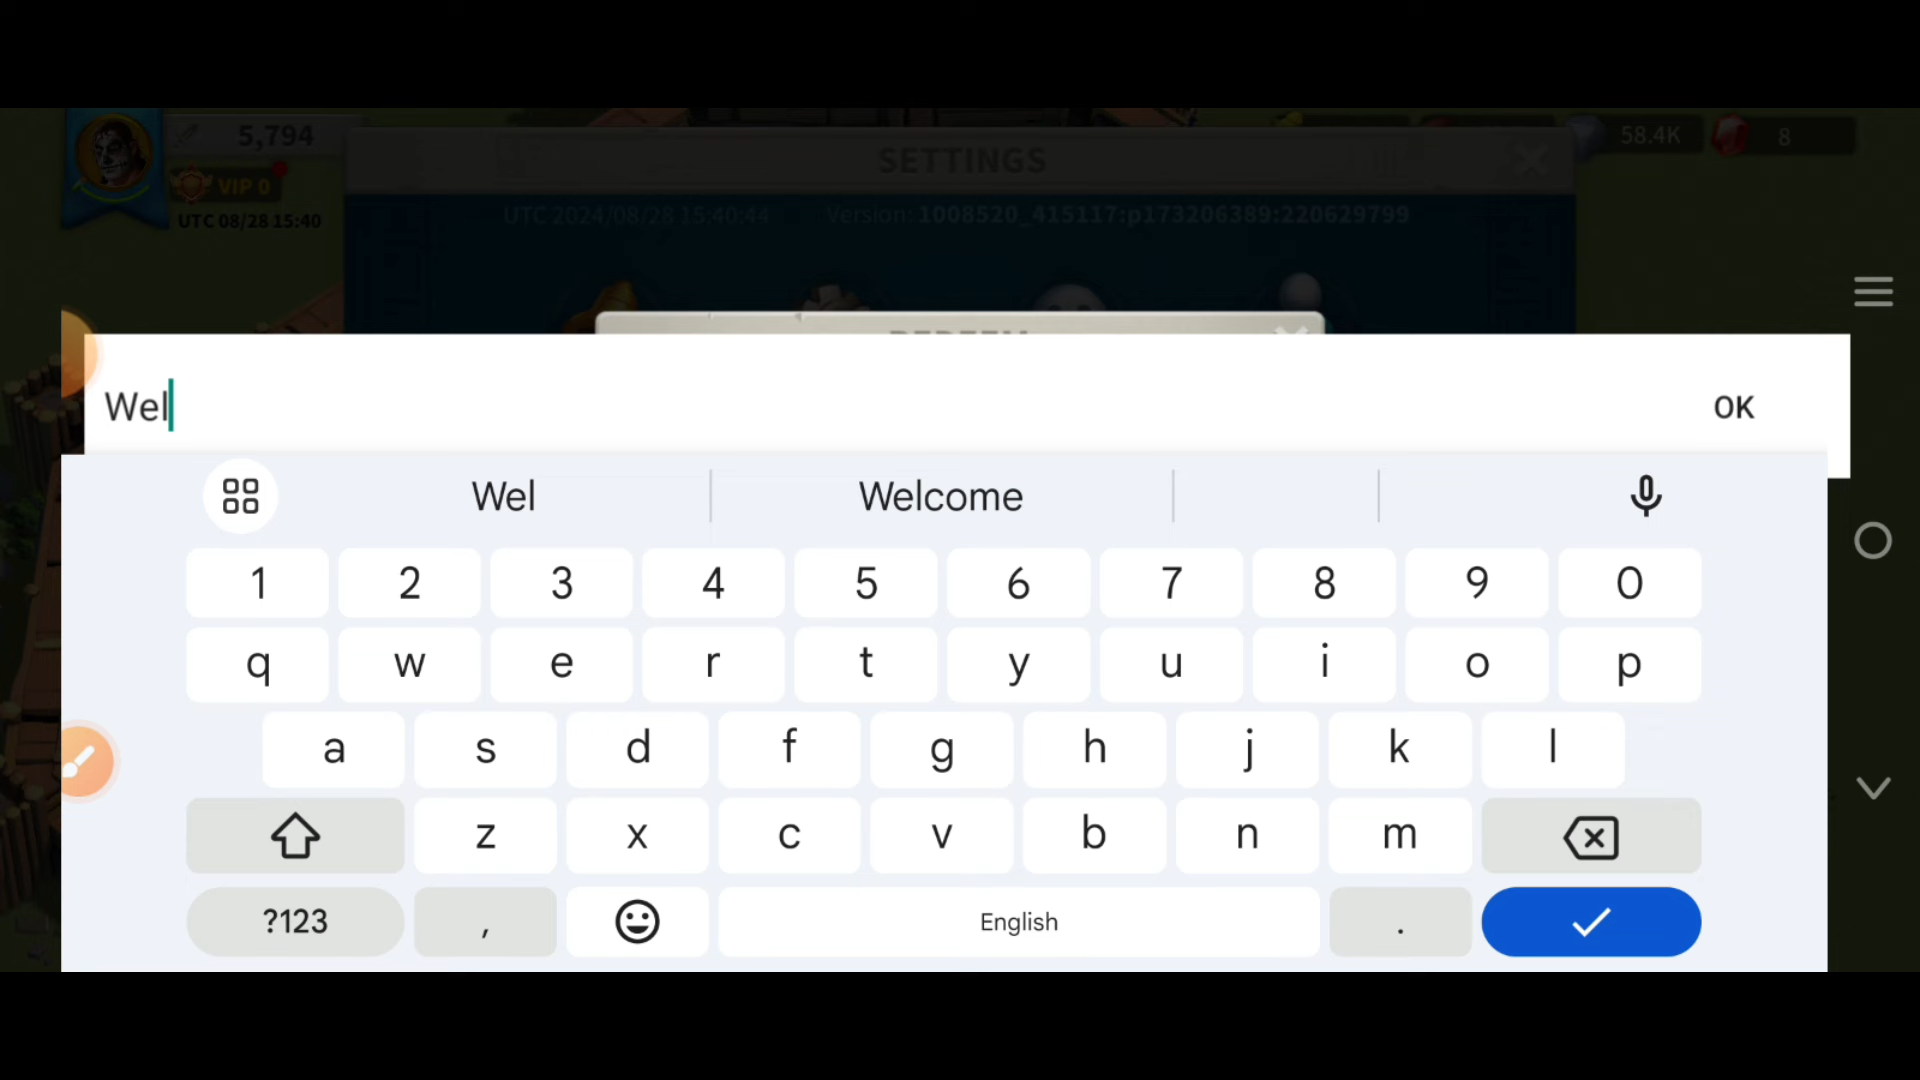 5,794
SETTINGS
58.4K
8
VIP 0
UTC 08/28 15:40
UTC 2024/08/28 15:40:44
Version: 1008520_415117:p173206389:220629799
REDEEM
Wel
OK
Wel
Welcome
1 2 3 4 5 6 7 8 9 0
q w e r t y u i o p
a s d f g h j k l
z x c v b n m
?123 , English .